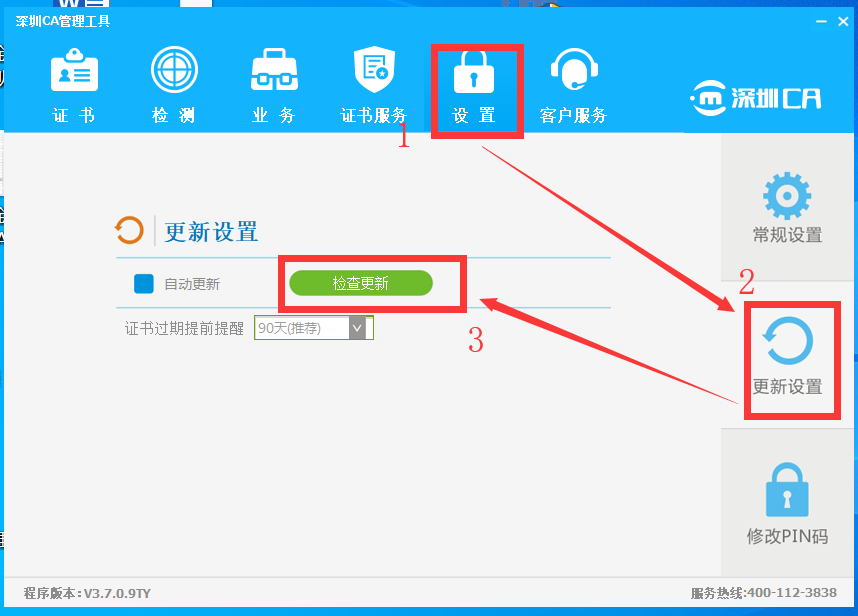 深圳CA管理工具
证书
检测
业务
证书服务
设置
客户服务
深圳CA
1
常规设置
更新设置
自动更新
检查更新
2
证书过期提前提醒
90天(推荐)
3
更新设置
修改PIN码
程序版本:V3.7.0.9TY
服务热线:400-112-3838